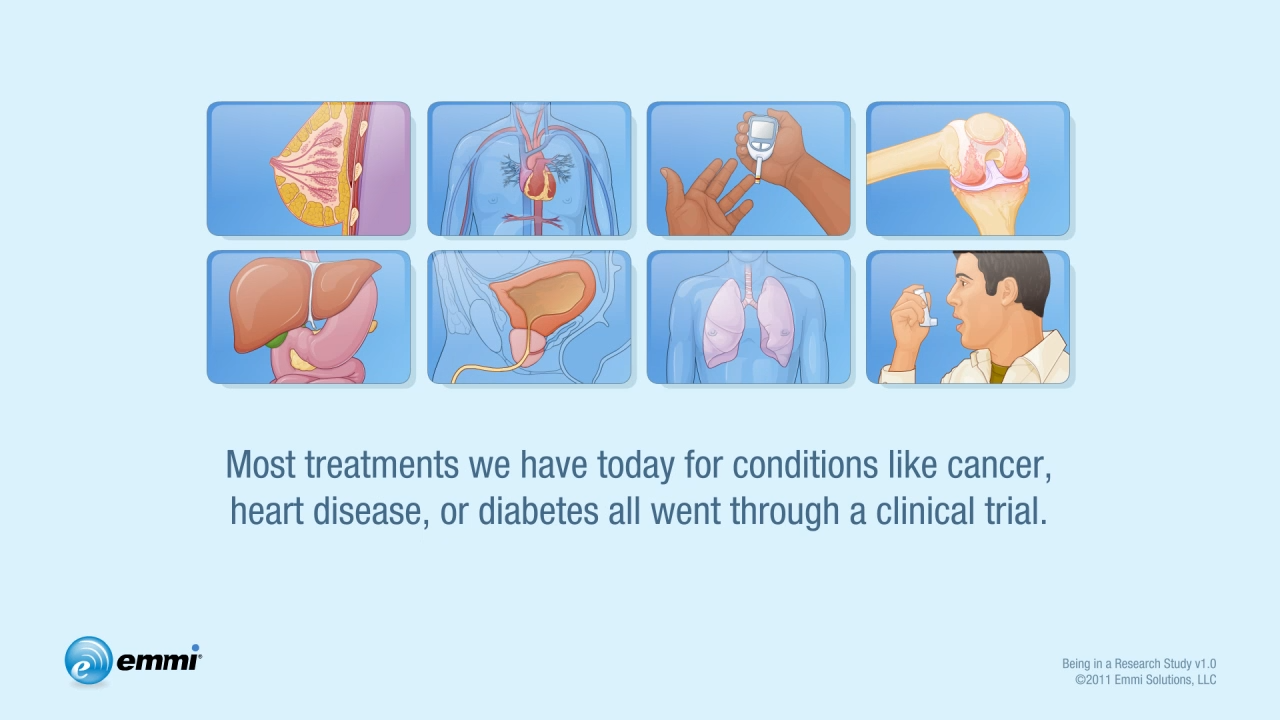 Most treatments we have today for conditions like cancer,
heart disease, or diabetes all went through a clinical trial.
e emmi®
Being in a Research Study v1.0
©2011 Emmi Solutions, LLC